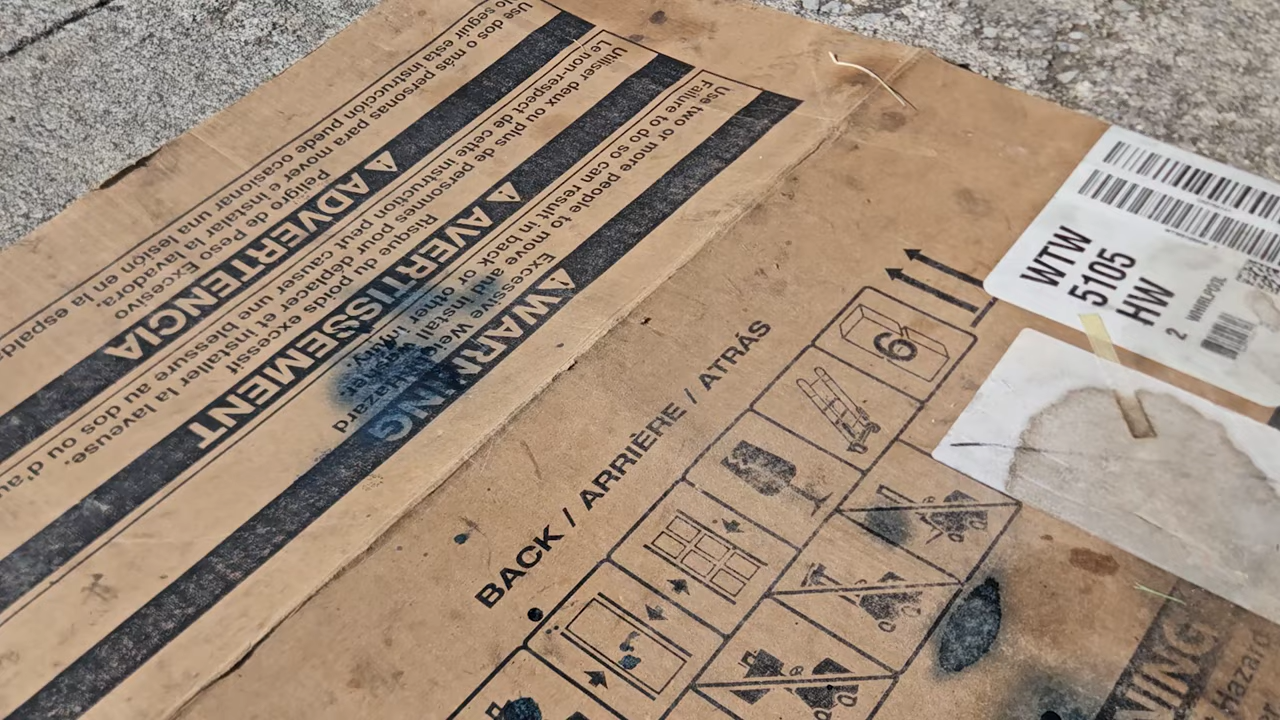 ⚠ ADVERTENCIA
Peligro de peso Excesivo
Use dos o más personas para mover e instalar la lavadora.
No seguir esta instrucción puede ocasionar una lesión en la espald
⚠ AVERTISSEMENT
Risque du poids excessif
Utiliser deux ou plus de personnes pour déplacer et installer la laveuse.
Le non-respect de cette instruction peut causer une blessure au dos ou d'au
⚠ WARNING
Excessive Weight Hazard
Use two or more people to move and install
Failure to do so can result in back or other injury.
BACK / ARRIÈRE / ATRÁS
6
WTW
5105
HW
2
WHIRLPOOL
NING
Hazard